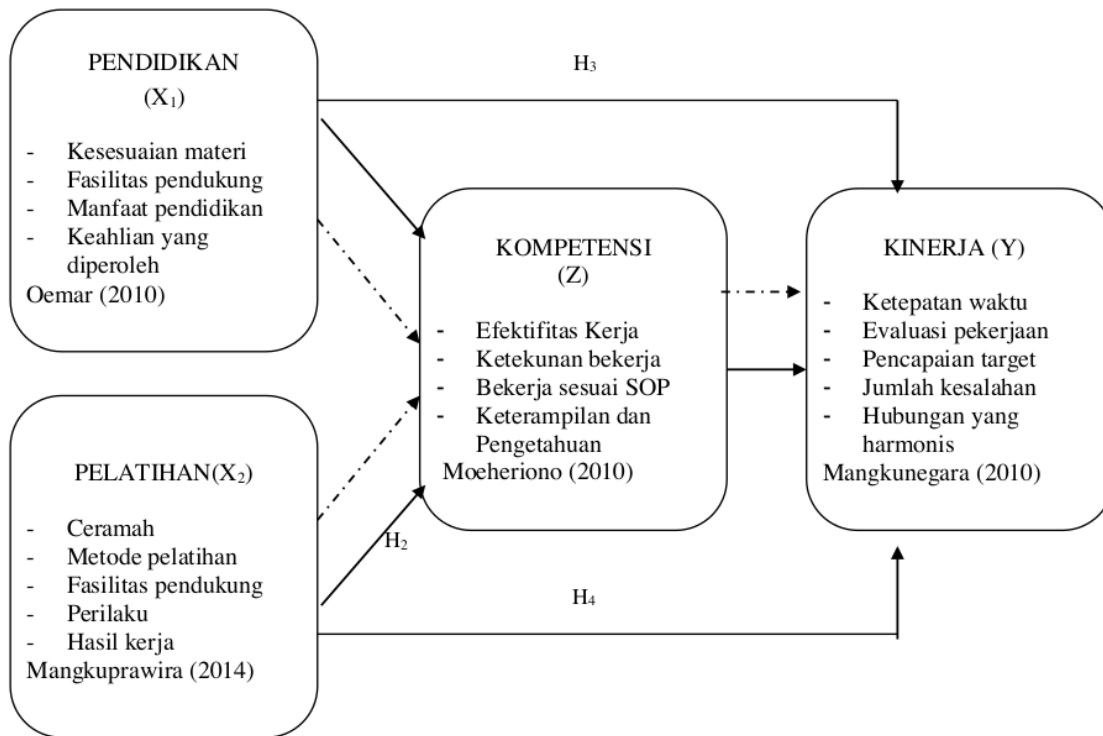 PENDIDIKAN
(X₁)
- Kesesuaian materi
- Fasilitas pendukung
- Manfaat pendidikan
- Keahlian yang
diperoleh
Oemar (2010)
H₃
KOMPETENSI
(Z)
- Efektifitas Kerja
- Ketekunan bekerja
- Bekerja sesuai SOP
- Keterampilan dan
Pengetahuan
Moeheriono (2010)
KINERJA (Y)
- Ketepatan waktu
- Evaluasi pekerjaan
- Pencapaian target
- Jumlah kesalahan
- Hubungan yang
harmonis
Mangkunegara (2010)
PELATIHAN(X₂)
- Ceramah
- Metode pelatihan
- Fasilitas pendukung
- Perilaku
- Hasil kerja
Mangkuprawira (2014)
H₂
H₄